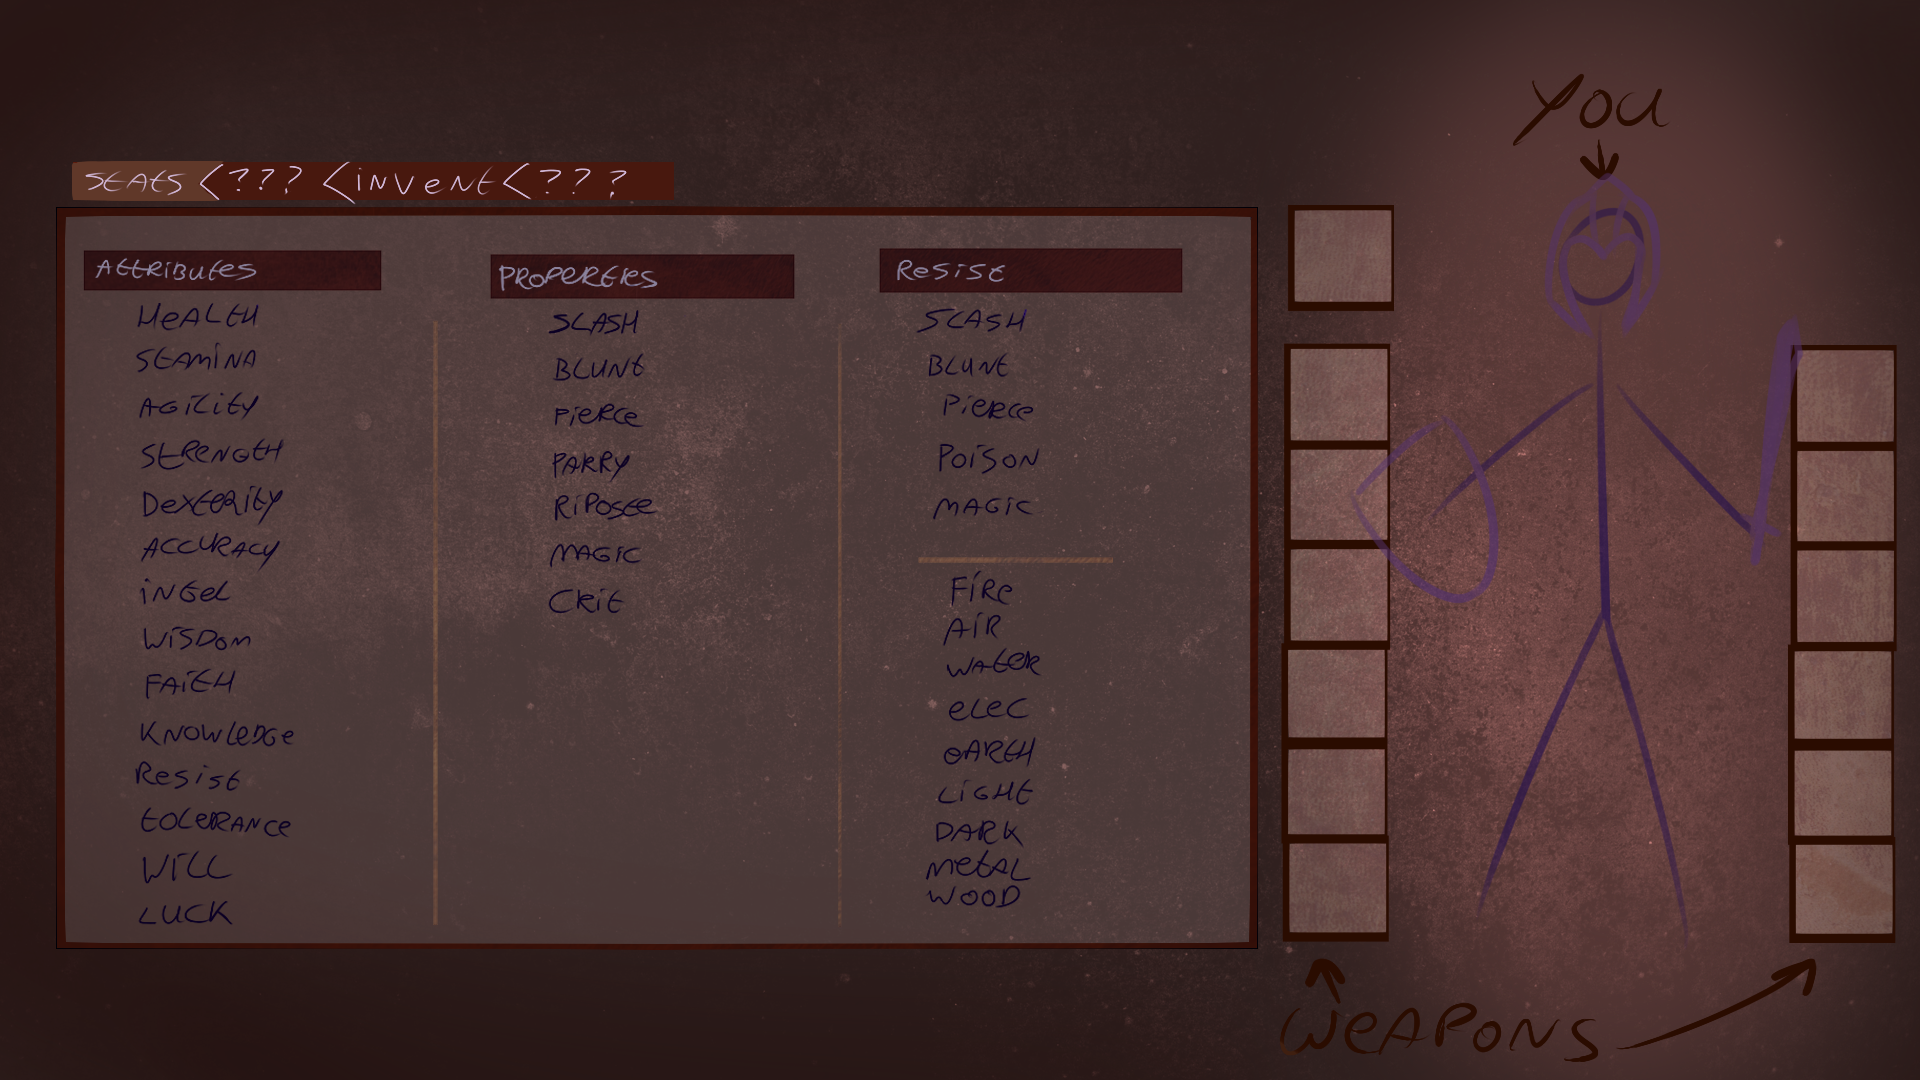 YOU
STATS <??? <INVENT<???
ATTRIBUTES
HEALTH
STAMINA
AGILITY
STRENGTH
DEXTERITY
ACCURACY
INTEL
WISDOM
FAITH
KNOWLEDGE
RESIST
TOLERANCE
WILL
LUCK
PROPERTIES
SLASH
BLUNT
PIERCE
PARRY
RIPOSTE
MAGIC
CRIT
RESIST
SLASH
BLUNT
PIERCE
POISON
MAGIC
FIRE
AIR
WATER
ELEC
EARTH
LIGHT
DARK
METAL
WOOD
WEAPONS